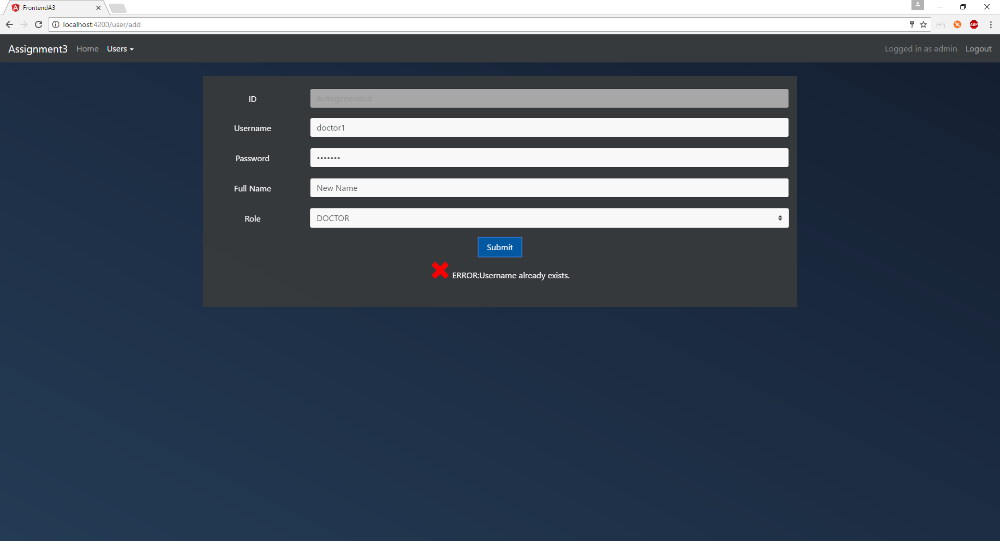 FrontendA3
localhost:4200/user/add
ABP
Assignment3 Home Users Logged in as admin Logout
ID Autogenerated
Username doctor1
Password •••••••
Full Name New Name
Role DOCTOR
Submit
ERROR:Username already exists.